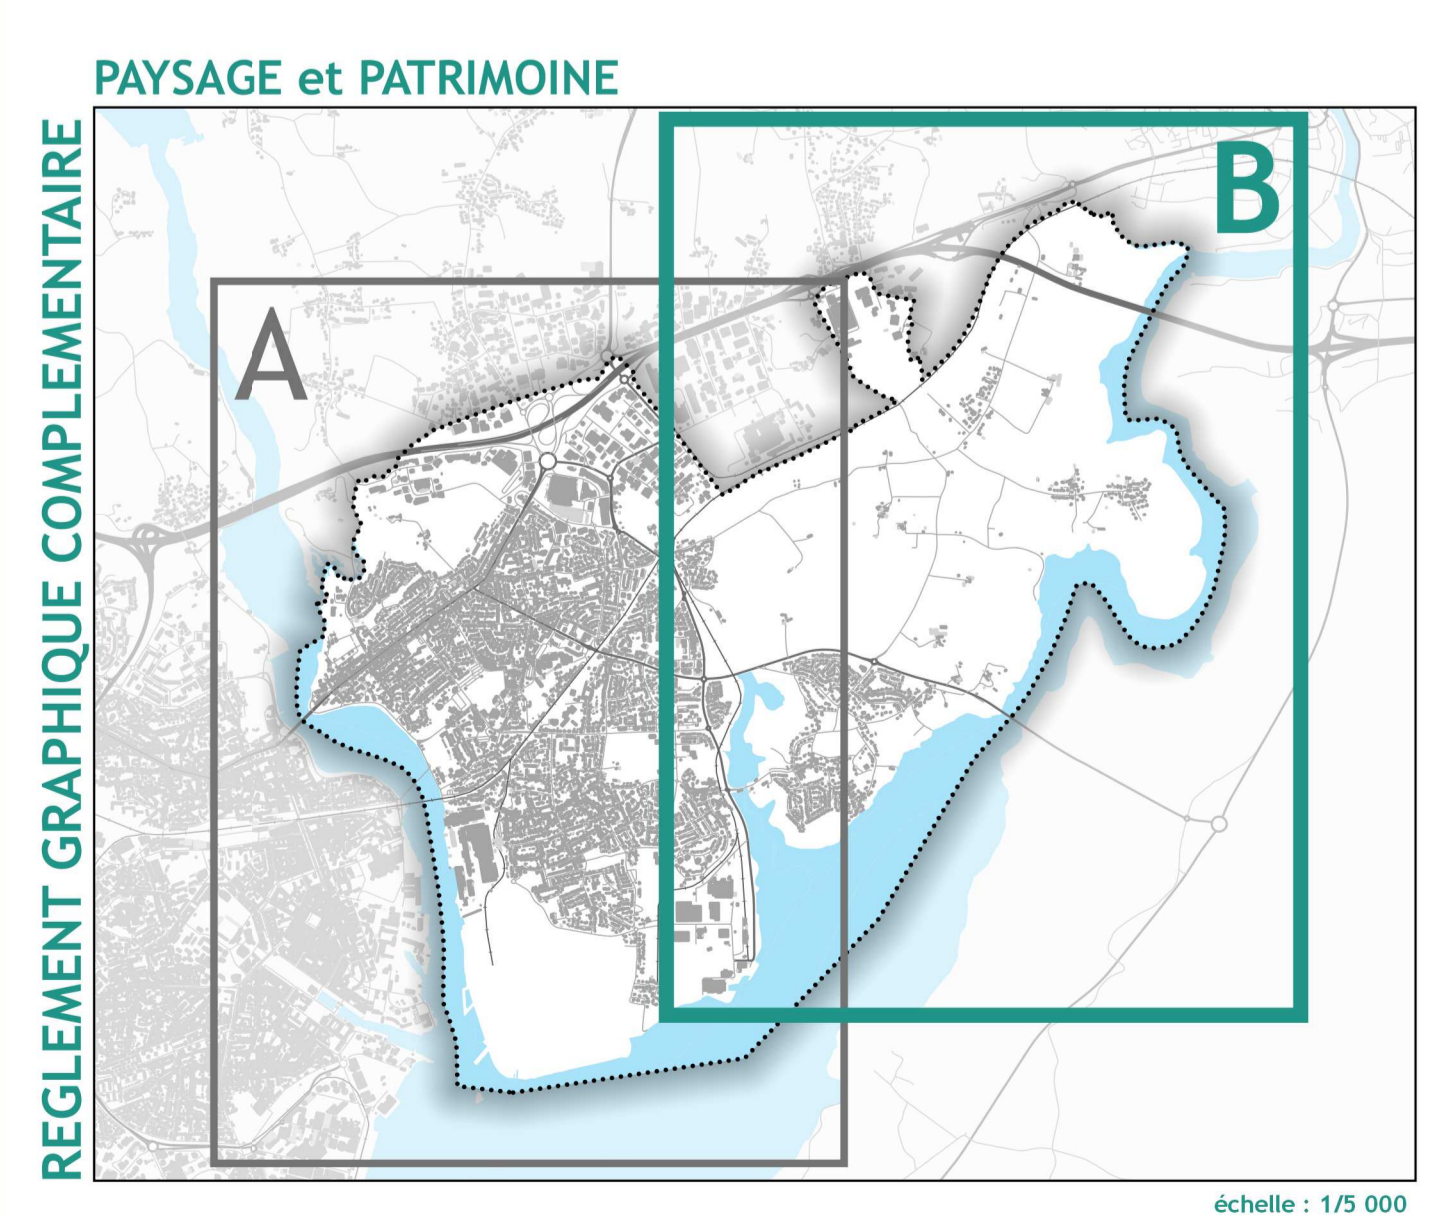 PAYSAGE et PATRIMOINE
REGLEMENT GRAPHIQUE COMPLEMENTAIRE
B
A
échelle : 1/5 000